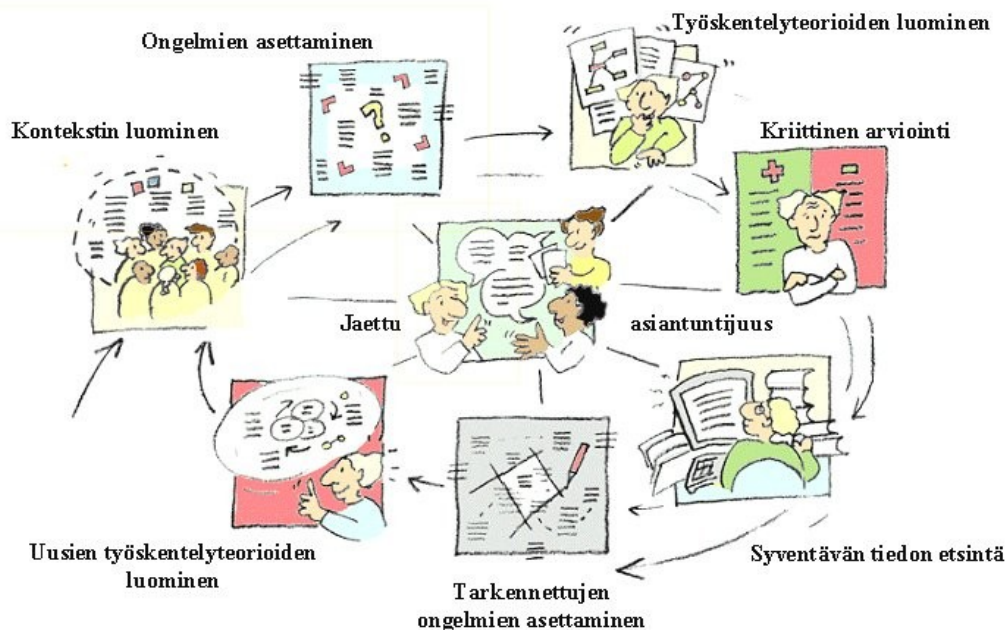 Ongelmien asettaminen
Työskentelyteorioiden luominen
Kontekstin luominen
Kriittinen arviointi
Jaettu
asiantuntijuus
Uusien työskentelyteorioiden
luominen
Syventävän tiedon etsintä
Tarkennettujen
ongelmien asettaminen